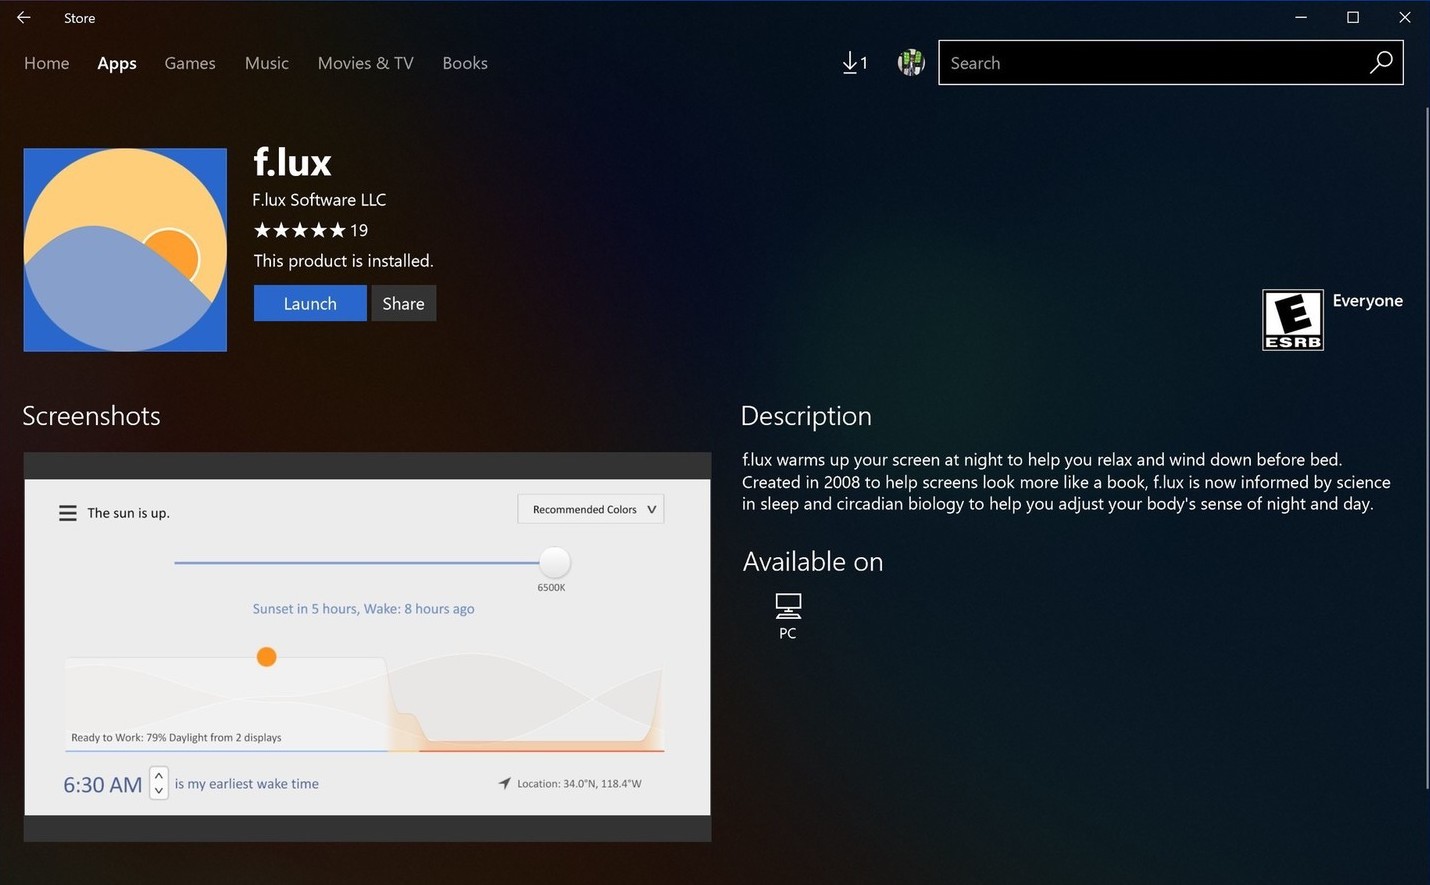 Store
Home Apps Games Music Movies & TV Books
1
Search
f.lux
F.lux Software LLC
★★★★★ 19
This product is installed.
Launch Share
E
ESRB
Everyone
Screenshots
The sun is up.
Recommended Colors
6500K
Sunset in 5 hours, Wake: 8 hours ago
Ready to Work: 79% Daylight from 2 displays
6:30 AM is my earliest wake time
Location: 34.0°N, 118.4°W
Description
f.lux warms up your screen at night to help you relax and wind down before bed.
Created in 2008 to help screens look more like a book, f.lux is now informed by science
in sleep and circadian biology to help you adjust your body's sense of night and day.
Available on
PC